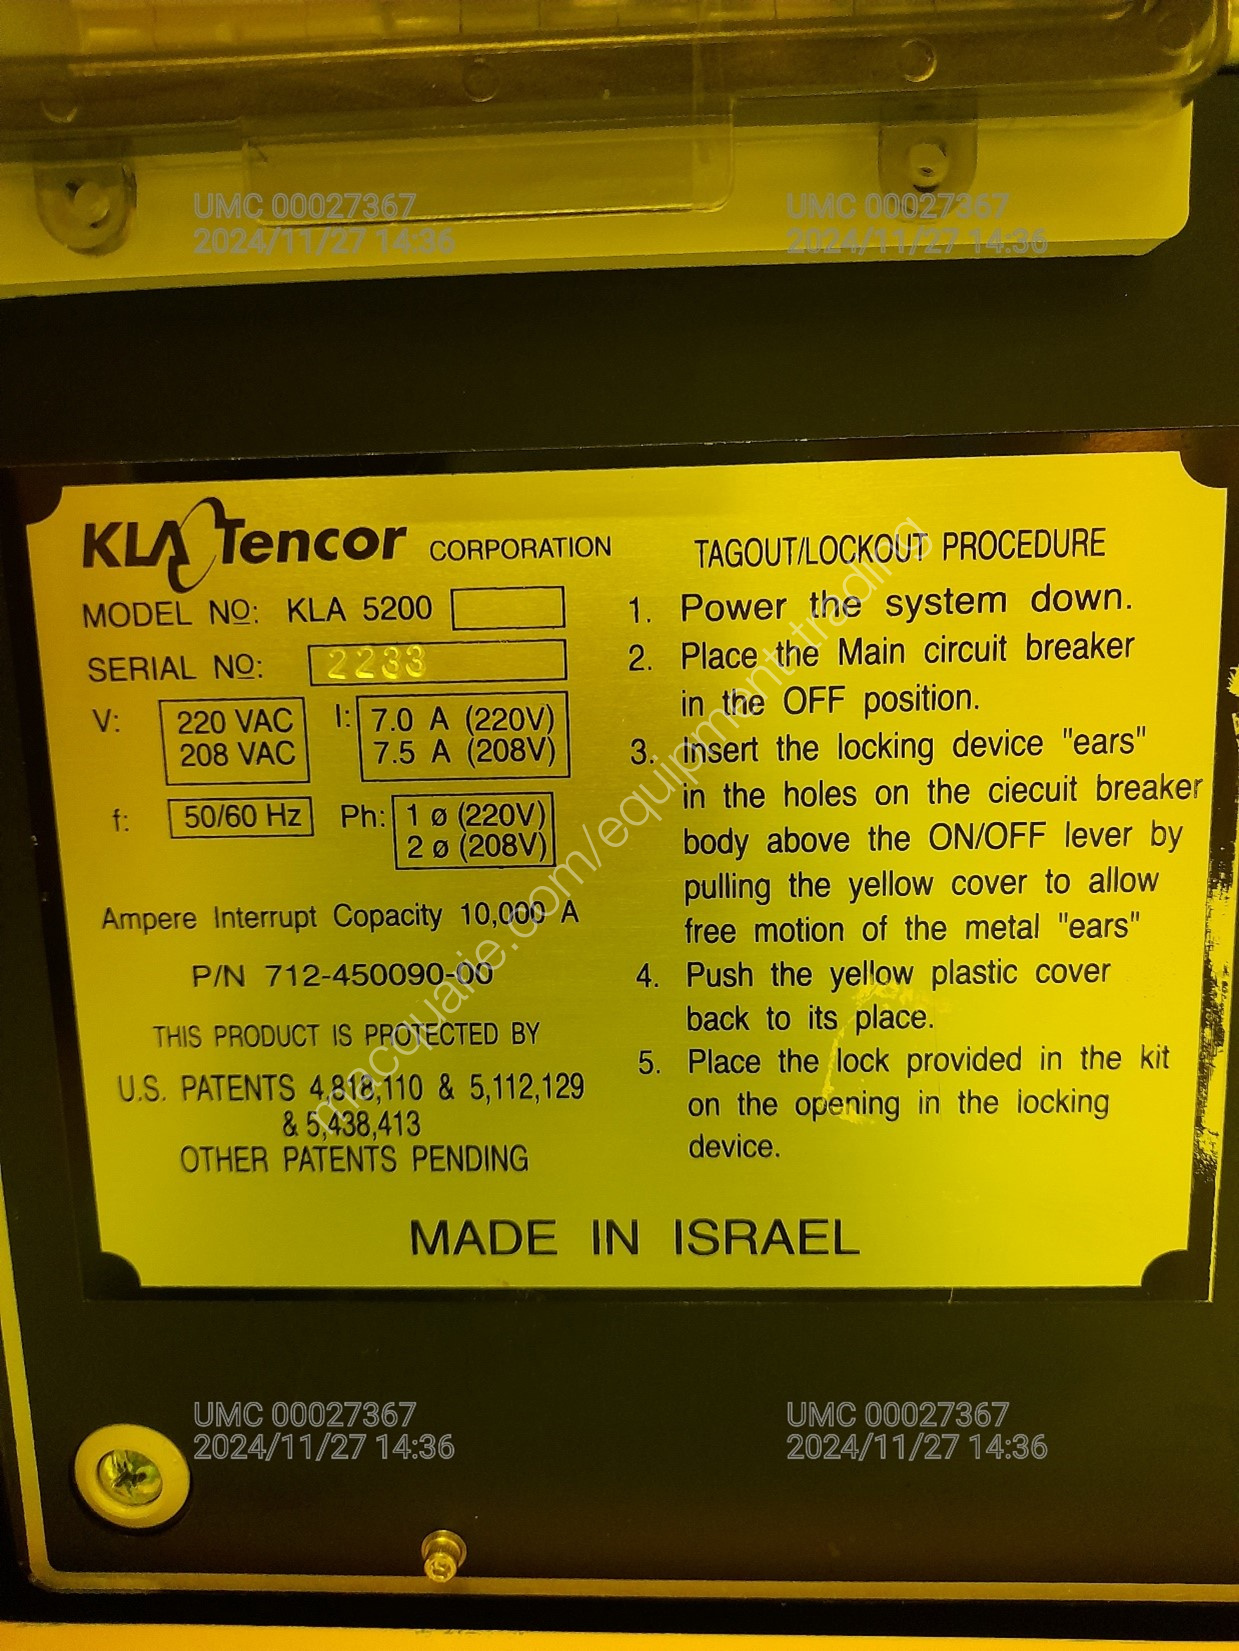 UMC 00027367
2024/11/27 14:36
UMC 00027367
2024/11/27 14:36
KLA Tencor CORPORATION
MODEL NO: KLA 5200
SERIAL NO: 2233
V: 220 VAC
208 VAC
I: 7.0 A (220V)
7.5 A (208V)
f: 50/60 Hz
Ph: 1 ø (220V)
2 ø (208V)
Ampere Interrupt Copacity 10,000 A
P/N 712-450090-00
THIS PRODUCT IS PROTECTED BY
U.S. PATENTS 4,818,110 & 5,112,129
& 5,438,413
OTHER PATENTS PENDING
TAGOUT/LOCKOUT PROCEDURE
1. Power the system down.
2. Place the Main circuit breaker
in the OFF position.
3. Insert the locking device "ears"
in the holes on the ciecuit breaker
body above the ON/OFF lever by
pulling the yellow cover to allow
free motion of the metal "ears"
4. Push the yellow plastic cover
back to its place.
5. Place the lock provided in the kit
on the opening in the locking
device.
MADE IN ISRAEL
macquarie.com/equipment-trading
UMC 00027367
2024/11/27 14:36
UMC 00027367
2024/11/27 14:36